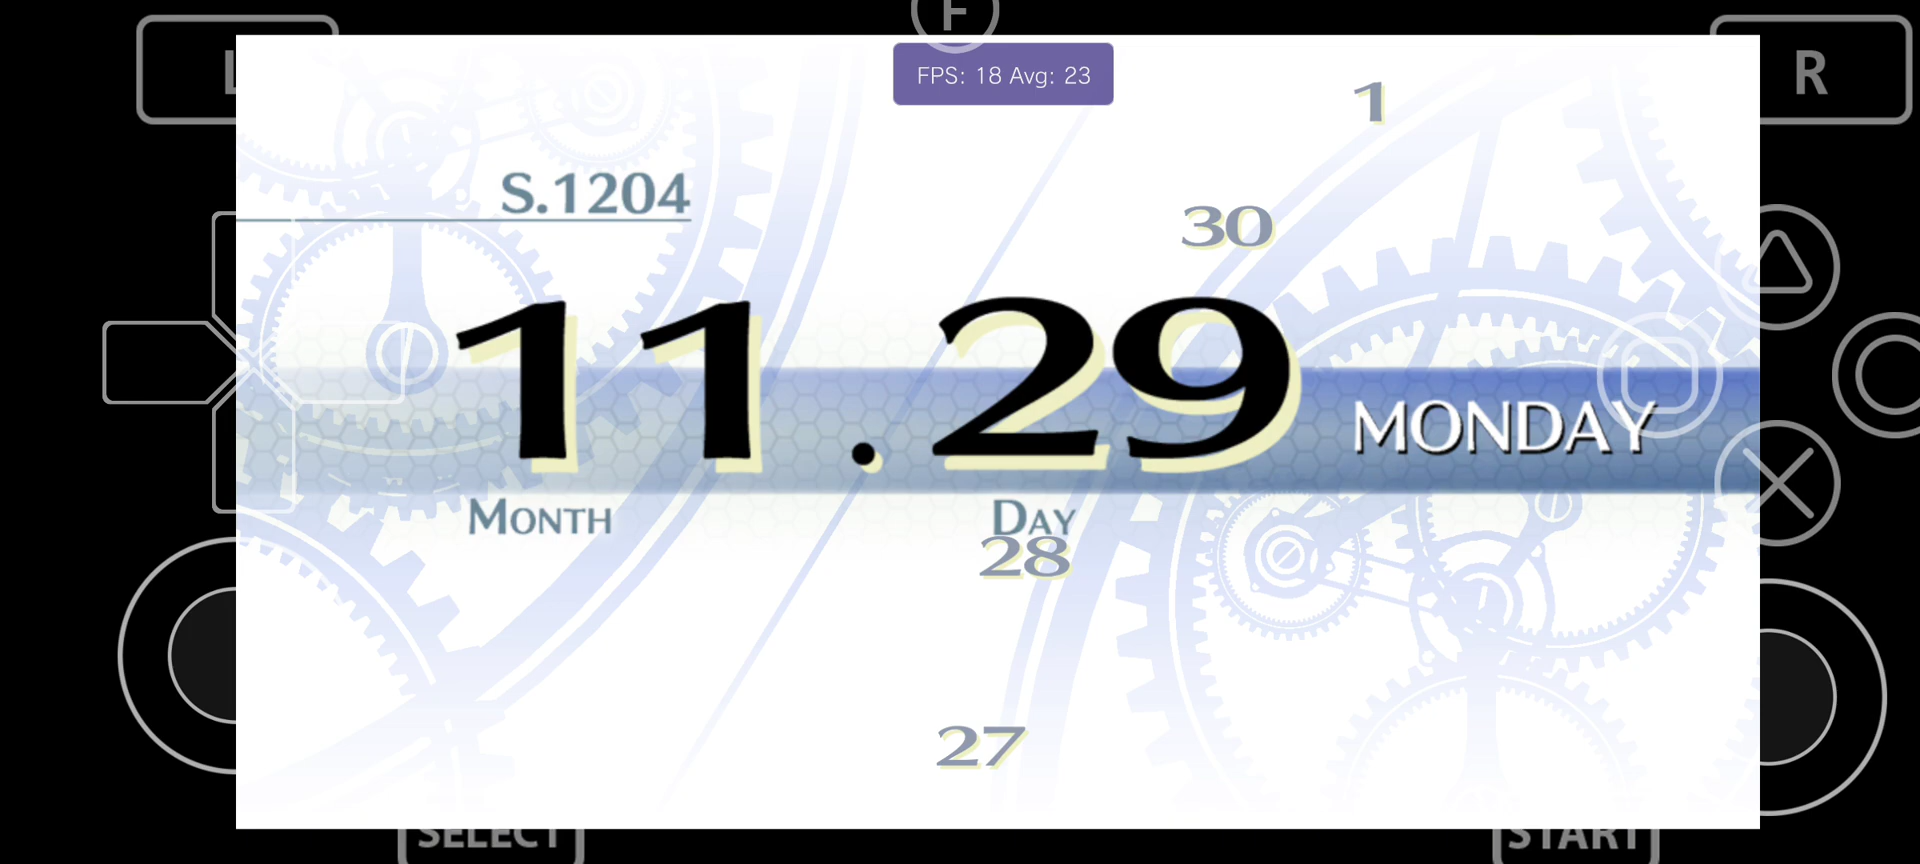 F
FPS: 18 Avg: 23
L
R
1
S.1204
30
11.29
MONDAY
MONTH
DAY
28
27
SELECT
START